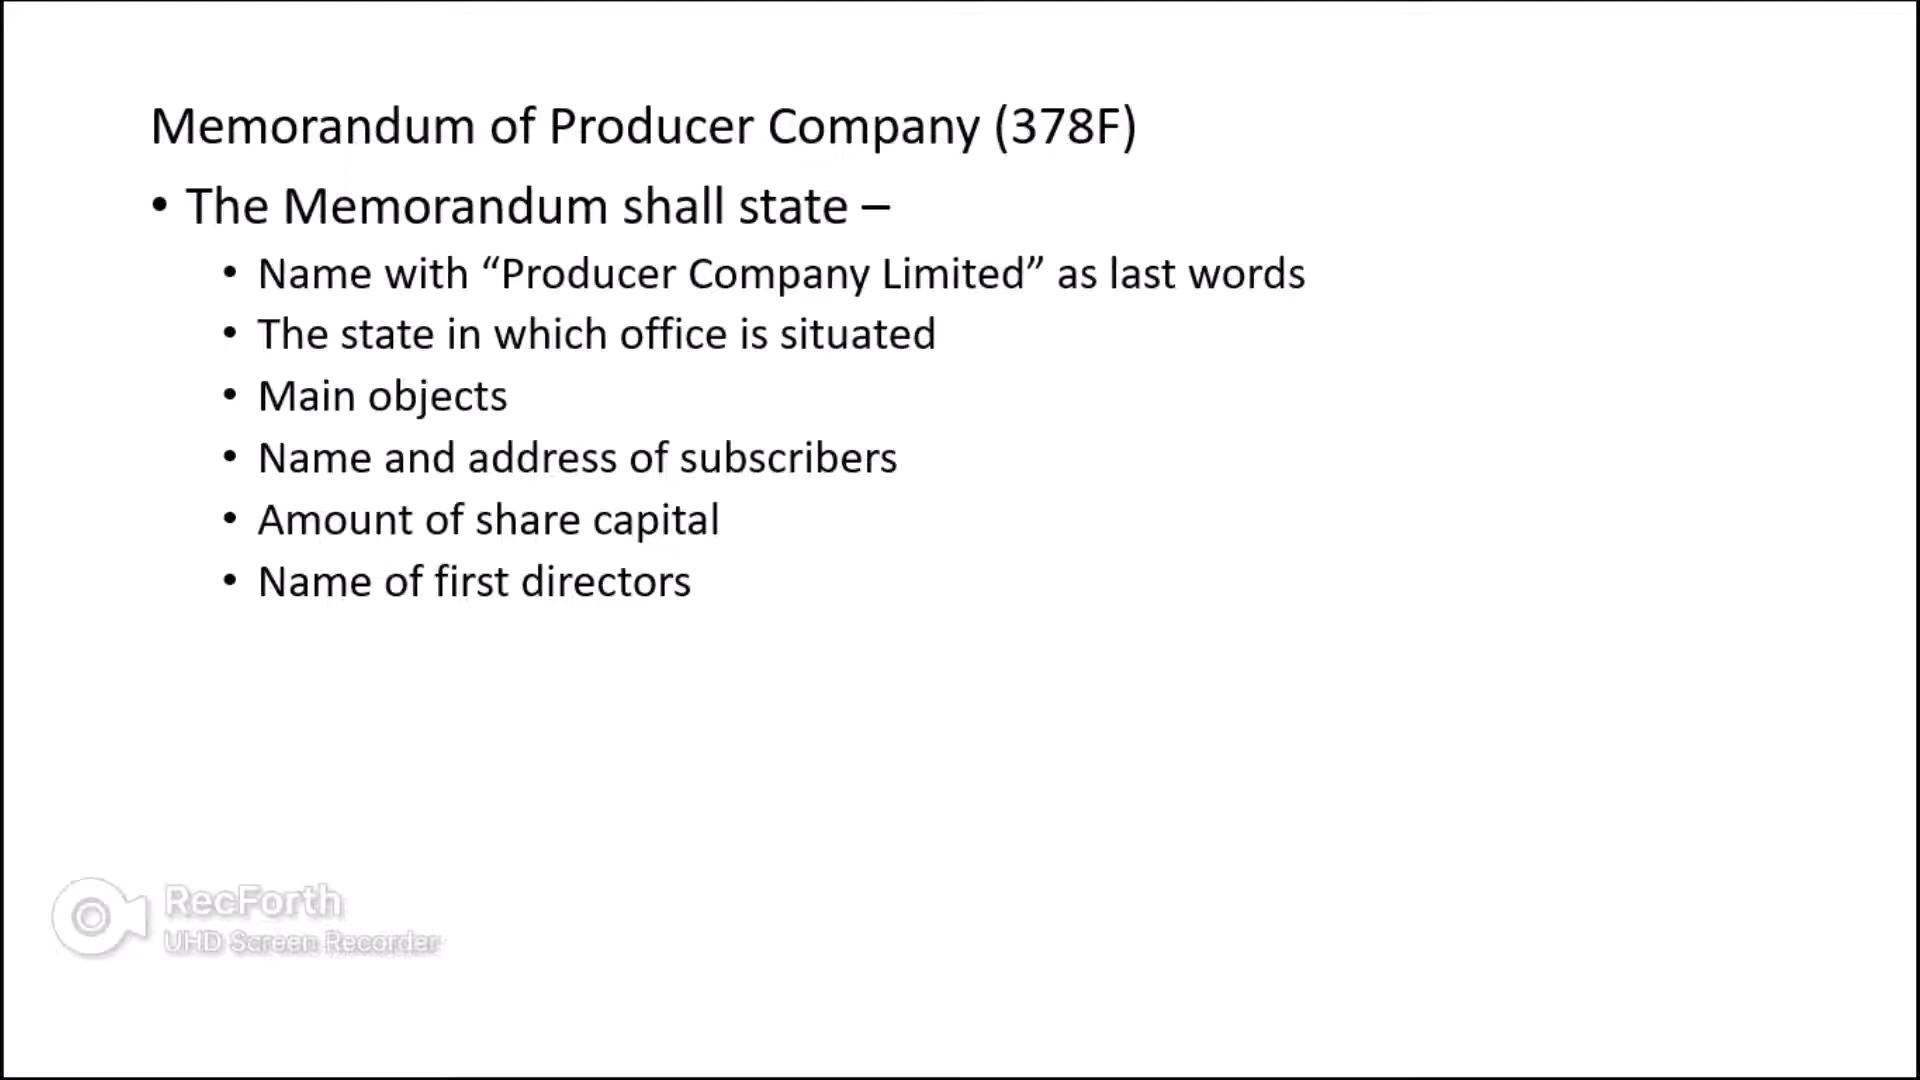 Memorandum of Producer Company (378F)
• The Memorandum shall state –
• Name with “Producer Company Limited” as last words
• The state in which office is situated
• Main objects
• Name and address of subscribers
• Amount of share capital
• Name of first directors
RecForth
UHD Screen Recorder